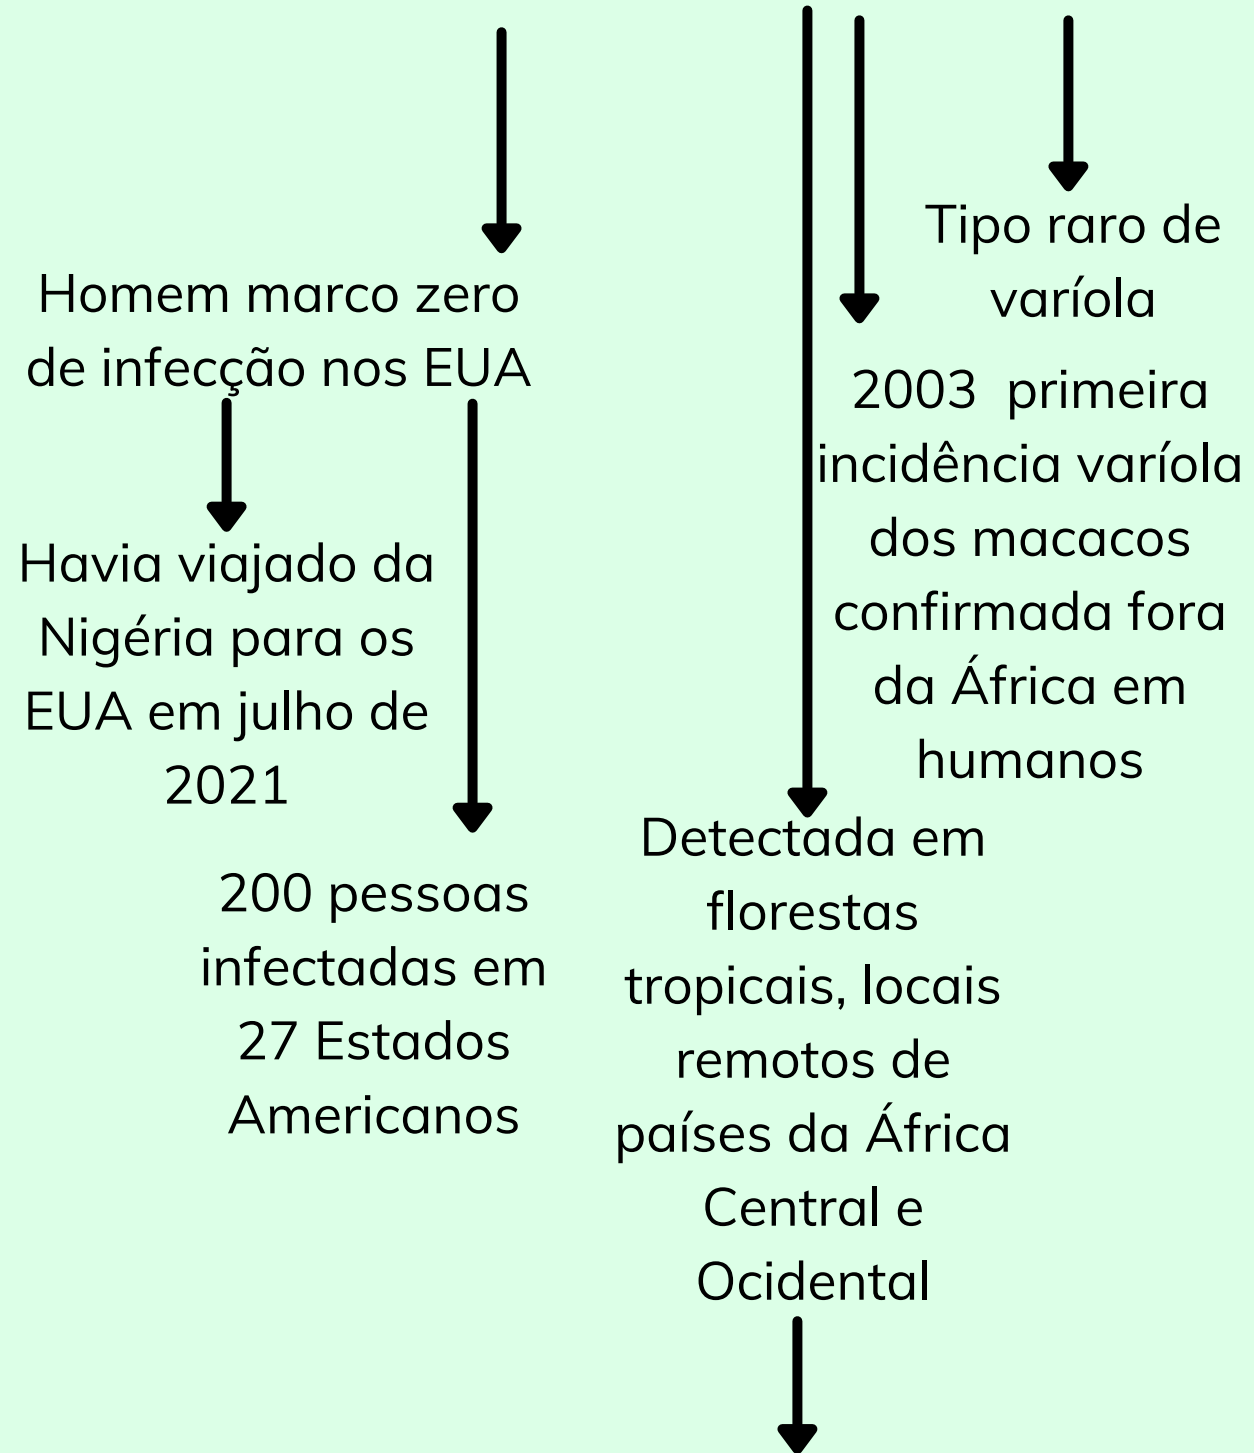 Homem marco zero
de infecção nos EUA
Havia viajado da
Nigéria para os
EUA em julho de
2021
200 pessoas
infectadas em
27 Estados
Americanos
Tipo raro de
varíola
2003  primeira
incidência varíola
dos macacos
confirmada fora
da África em
humanos
Detectada em
florestas
tropicais, locais
remotos de
países da África
Central e
Ocidental